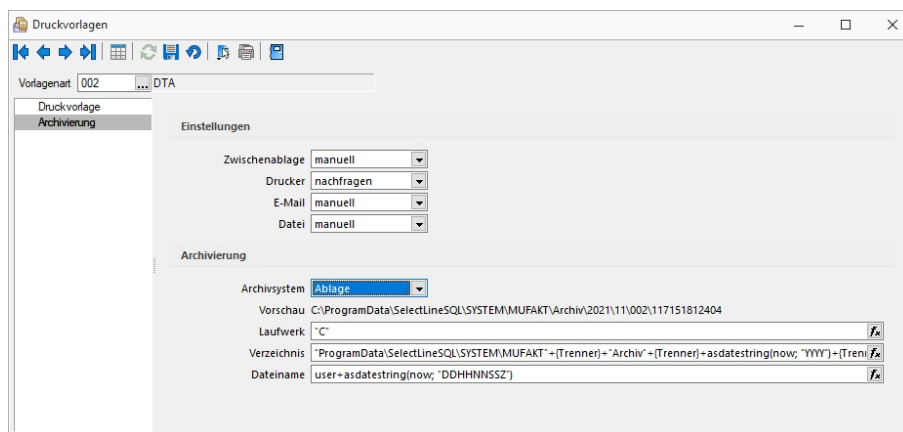 Druckvorlagen
Vorlagenart 002 ... DTA
Druckvorlage
Archivierung
Einstellungen
Zwischenablage manuell
Drucker nachfragen
E-Mail manuell
Datei manuell
Archivierung
Archivsystem Ablage
Vorschau C:\ProgramData\SelectLineSQL\SYSTEM\MUFAKT\Archiv\2021\11\002\117151812404
Laufwerk "C"
Verzeichnis "ProgramData\SelectLineSQL\SYSTEM\MUFAKT"+{Trenner}+"Archiv"+{Trenner}+asdatestring(now; "YYYY")+{Tren
Dateiname user+asdatestring(now; "DDHHNNSSZ")